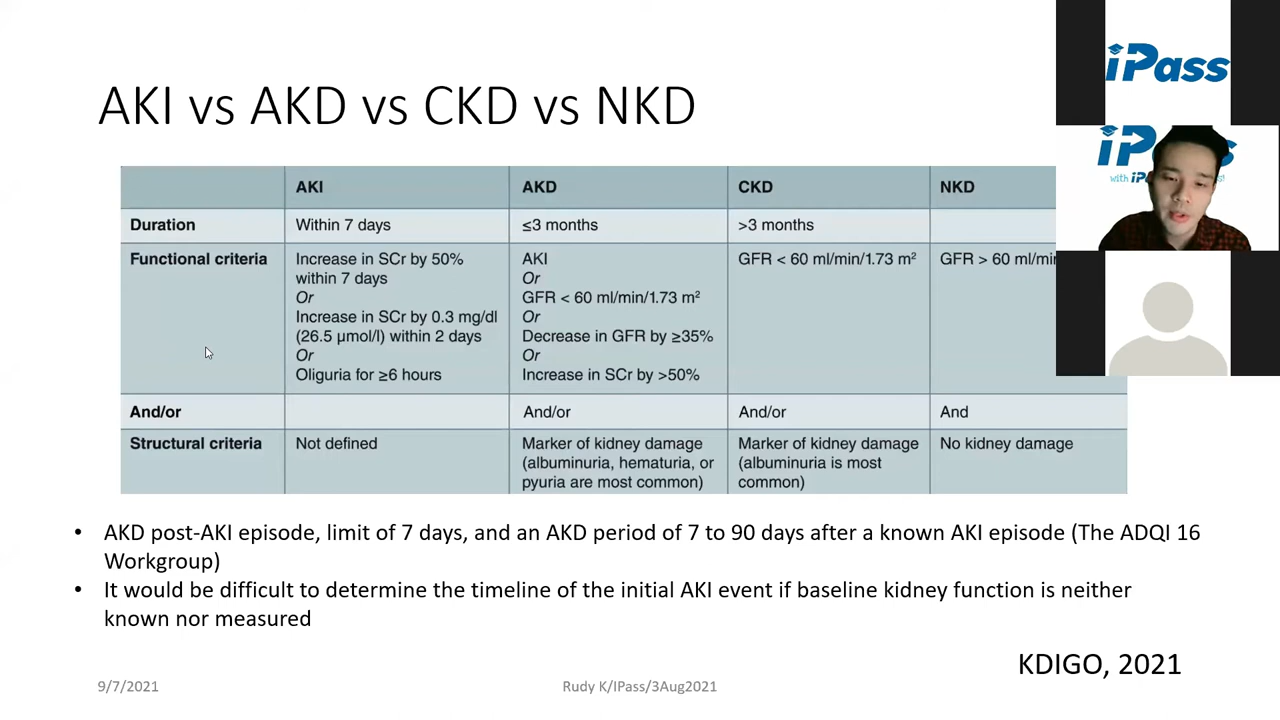 iPass
AKI vs AKD vs CKD vs NKD
with
AKI AKD CKD NKD
Duration Within 7 days ≤3 months >3 months
Functional criteria Increase in SCr by 50% AKI GFR < 60 ml/min/1.73 m² GFR > 60 ml/min
within 7 days Or
Or GFR < 60 ml/min/1.73 m²
Increase in SCr by 0.3 mg/dl Or
(26.5 μmol/l) within 2 days Decrease in GFR by ≥35%
Or Or
Oliguria for ≥6 hours Increase in SCr by >50%
And/or And/or And/or And
Structural criteria Not defined Marker of kidney damage Marker of kidney damage No kidney damage
(albuminuria, hematuria, or (albuminuria is most
pyuria are most common) common)
• AKD post-AKI episode, limit of 7 days, and an AKD period of 7 to 90 days after a known AKI episode (The ADQI 16
Workgroup)
• It would be difficult to determine the timeline of the initial AKI event if baseline kidney function is neither
known nor measured
KDIGO, 2021
9/7/2021 Rudy K/IPass/3Aug2021